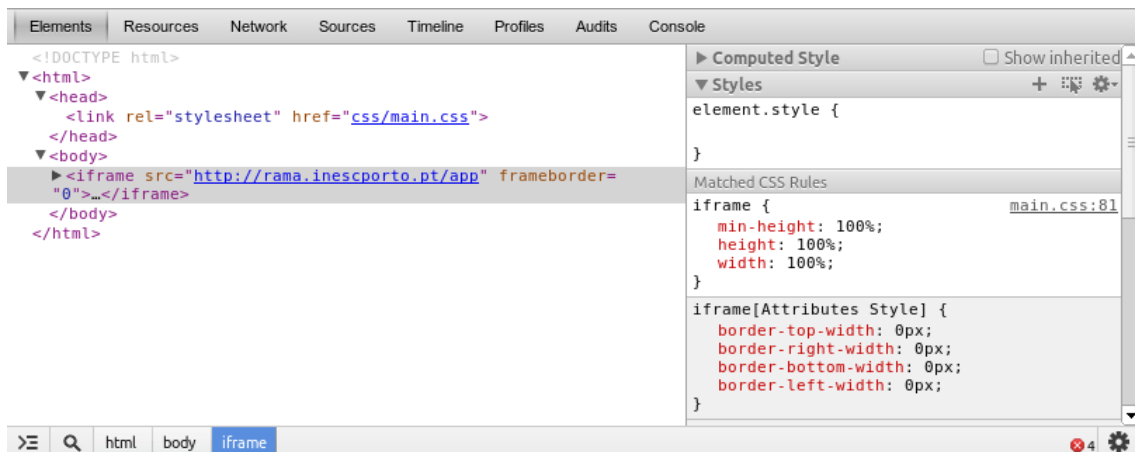 Elements Resources Network Sources Timeline Profiles Audits Console
<!DOCTYPE html>
▼<html>
▼<head>
<link rel="stylesheet" href="css/main.css">
</head>
▼<body>
▶<iframe src="http://rama.inescporto.pt/app" frameborder=
"0">…</iframe>
</body>
</html>
▶ Computed Style Show inherited
▼ Styles
element.style {
}
Matched CSS Rules
iframe { main.css:81
min-height: 100%;
height: 100%;
width: 100%;
}
iframe[Attributes Style] {
border-top-width: 0px;
border-right-width: 0px;
border-bottom-width: 0px;
border-left-width: 0px;
}
html body iframe 4